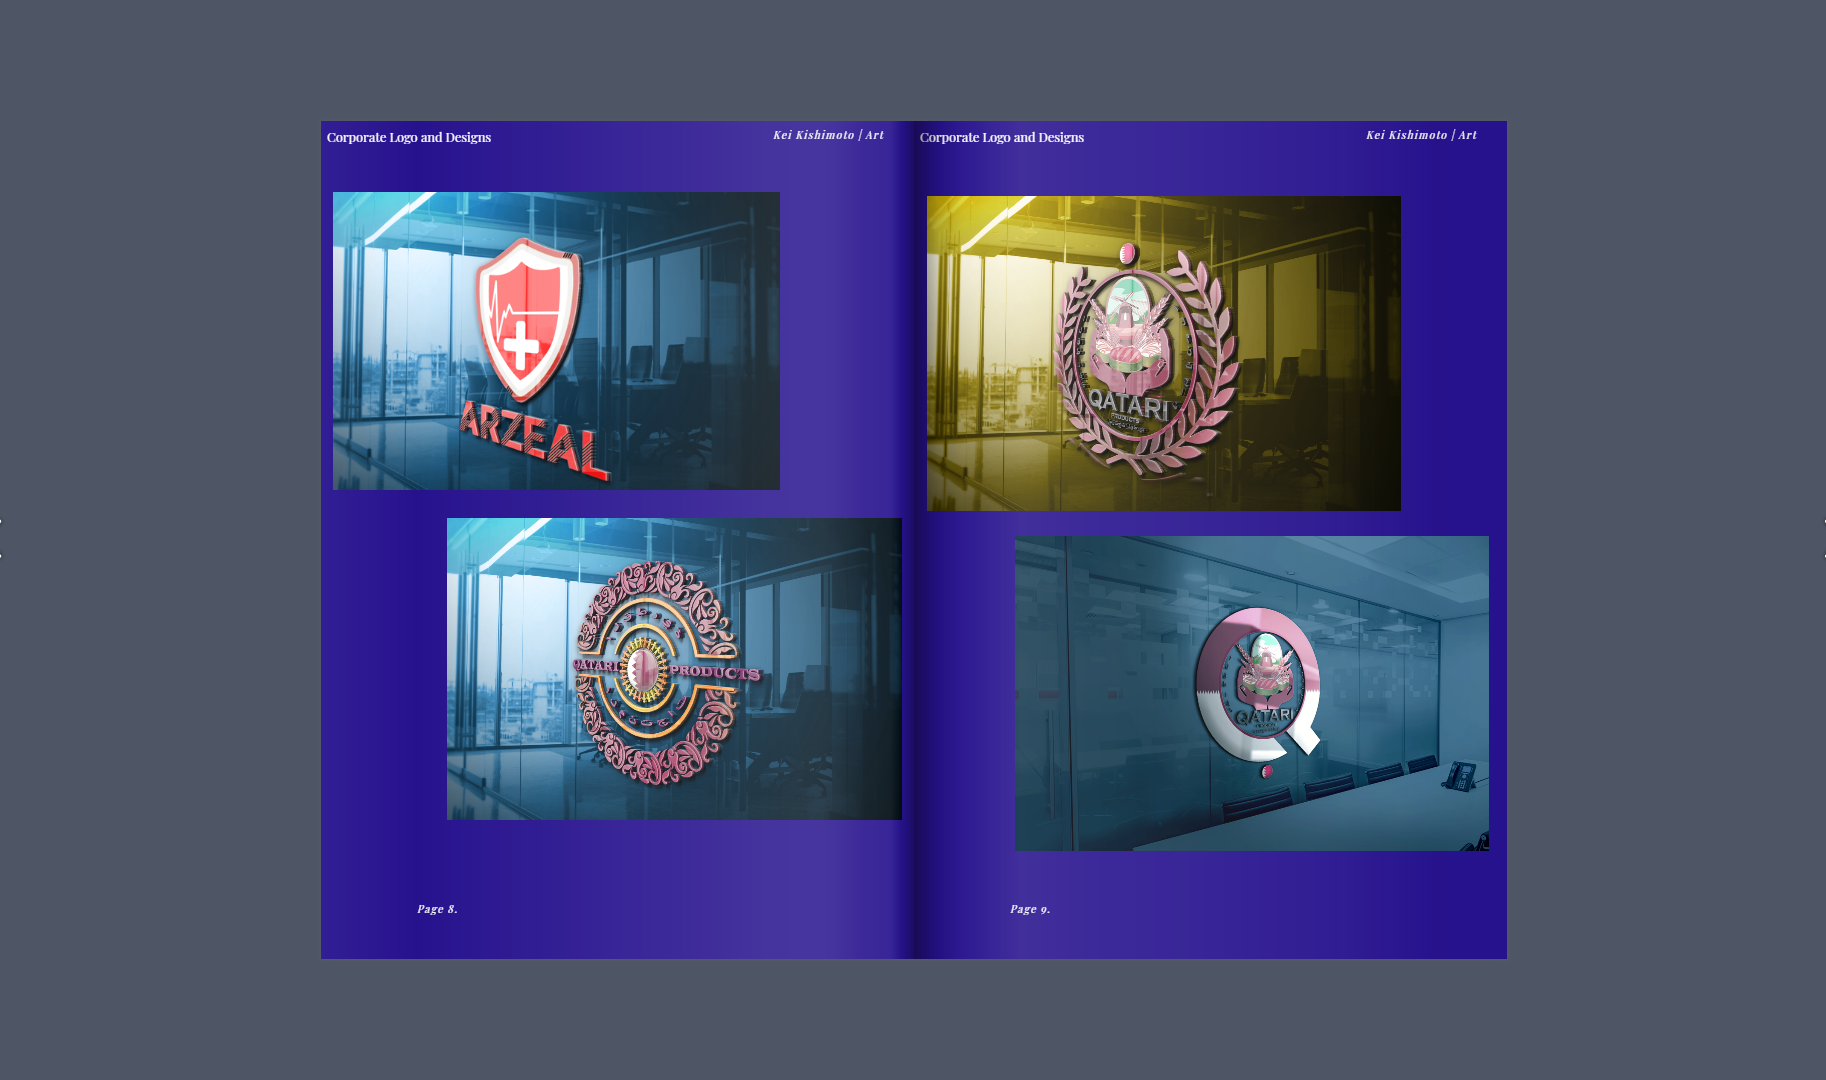 Corporate Logo and Designs
Kei Kishimoto | Art
ARZEAL
QATARI PRODUCTS
Page 8.
Corporate Logo and Designs
Kei Kishimoto | Art
QATARI
PRODUCTS
QATARI
Page 9.